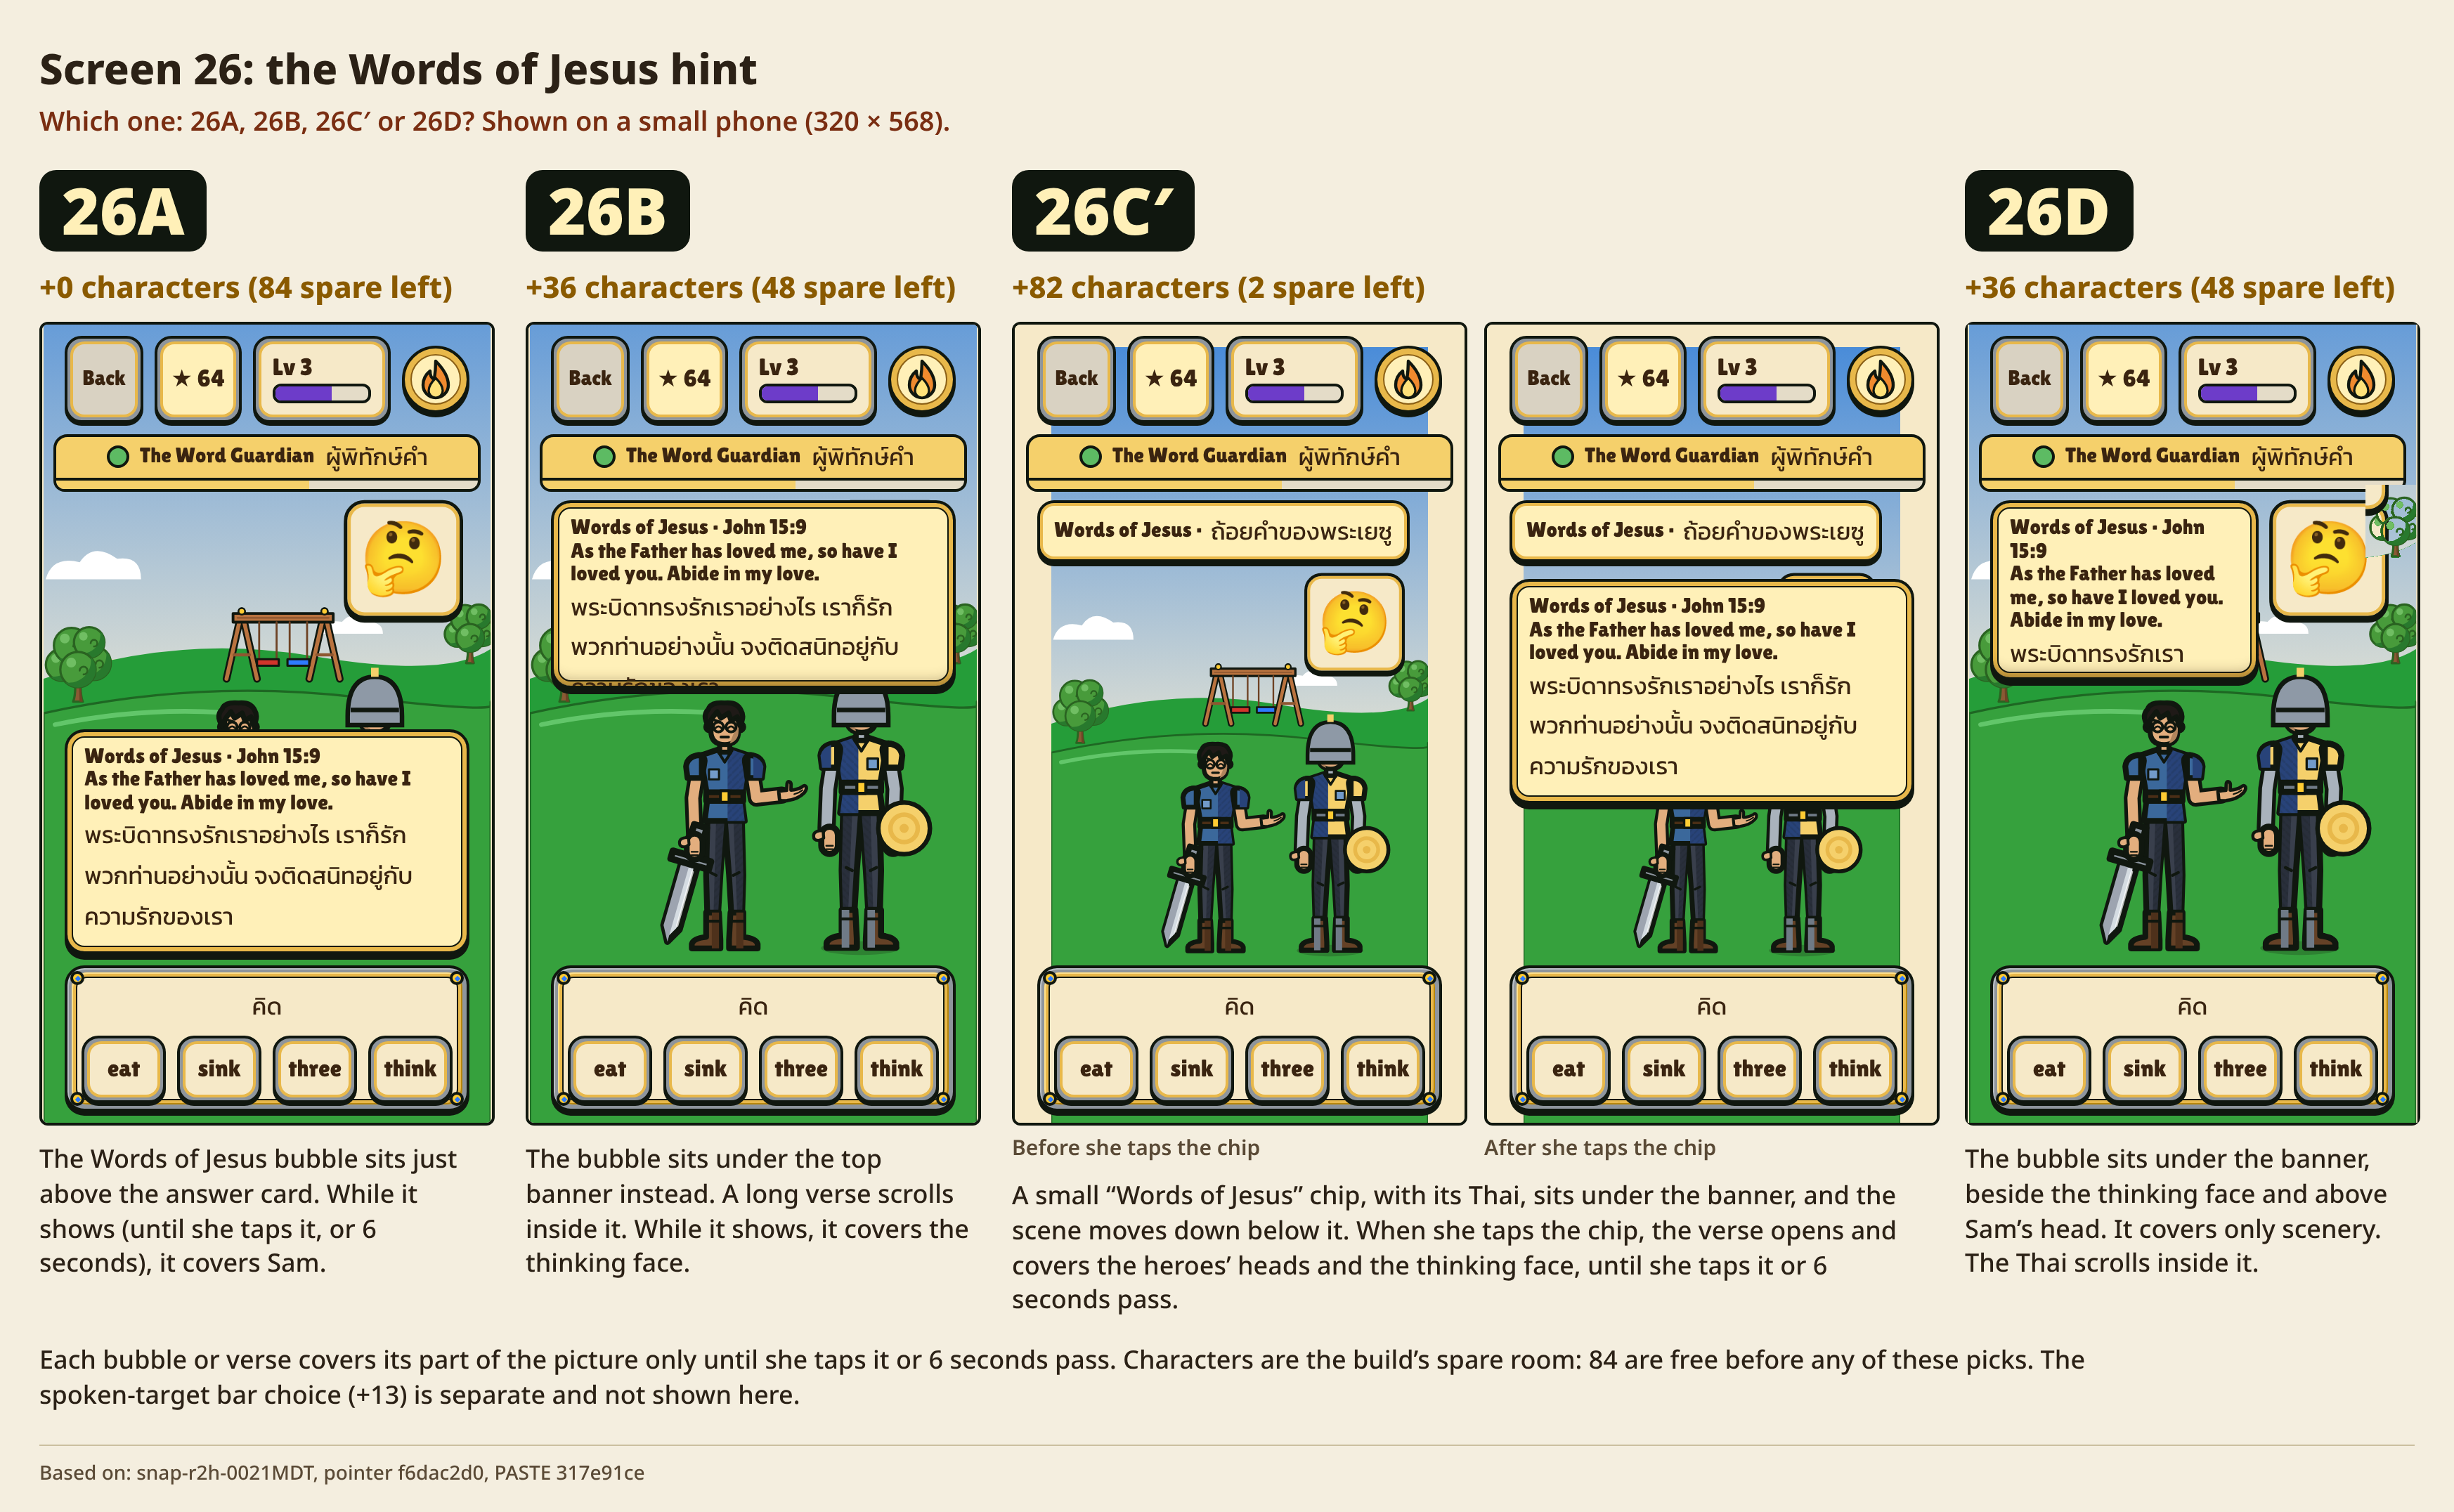 Screen 26: the Words of Jesus hint
Which one: 26A, 26B, 26C′ or 26D? Shown on a small phone (320 × 568).
26A
+0 characters (84 spare left)
Back
★ 64
Lv 3
The Word Guardian ผู้พิทักษ์คำ
Words of Jesus · John 15:9
As the Father has loved me, so have I
loved you. Abide in my love.
พระบิดาทรงรักเราอย่างไร เราก็รัก
พวกท่านอย่างนั้น จงติดสนิทอยู่กับ
ความรักของเรา
คิด
eat
sink
three
think
The Words of Jesus bubble sits just
above the answer card. While it
shows (until she taps it, or 6
seconds), it covers Sam.
26B
+36 characters (48 spare left)
Back
★ 64
Lv 3
The Word Guardian ผู้พิทักษ์คำ
Words of Jesus · John 15:9
As the Father has loved me, so have I
loved you. Abide in my love.
พระบิดาทรงรักเราอย่างไร เราก็รัก
พวกท่านอย่างนั้น จงติดสนิทอยู่กับ
คิด
eat
sink
three
think
The bubble sits under the top
banner instead. A long verse scrolls
inside it. While it shows, it covers the
thinking face.
26C′
+82 characters (2 spare left)
Back
★ 64
Lv 3
The Word Guardian ผู้พิทักษ์คำ
Words of Jesus · ถ้อยคำของพระเยซู
คิด
eat
sink
three
think
Before she taps the chip
Back
★ 64
Lv 3
The Word Guardian ผู้พิทักษ์คำ
Words of Jesus · ถ้อยคำของพระเยซู
Words of Jesus · John 15:9
As the Father has loved me, so have I
loved you. Abide in my love.
พระบิดาทรงรักเราอย่างไร เราก็รัก
พวกท่านอย่างนั้น จงติดสนิทอยู่กับ
ความรักของเรา
คิด
eat
sink
three
think
After she taps the chip
A small “Words of Jesus” chip, with its Thai, sits under the banner, and the
scene moves down below it. When she taps the chip, the verse opens and
covers the heroes’ heads and the thinking face, until she taps it or 6
seconds pass.
26D
+36 characters (48 spare left)
Back
★ 64
Lv 3
The Word Guardian ผู้พิทักษ์คำ
Words of Jesus · John
15:9
As the Father has loved
me, so have I loved you.
Abide in my love.
พระบิดาทรงรักเรา
คิด
eat
sink
three
think
The bubble sits under the banner,
beside the thinking face and above
Sam’s head. It covers only scenery.
The Thai scrolls inside it.
Each bubble or verse covers its part of the picture only until she taps it or 6 seconds pass. Characters are the build’s spare room: 84 are free before any of these picks. The
spoken-target bar choice (+13) is separate and not shown here.
Based on: snap-r2h-0021MDT, pointer f6dac2d0, PASTE 317e91ce